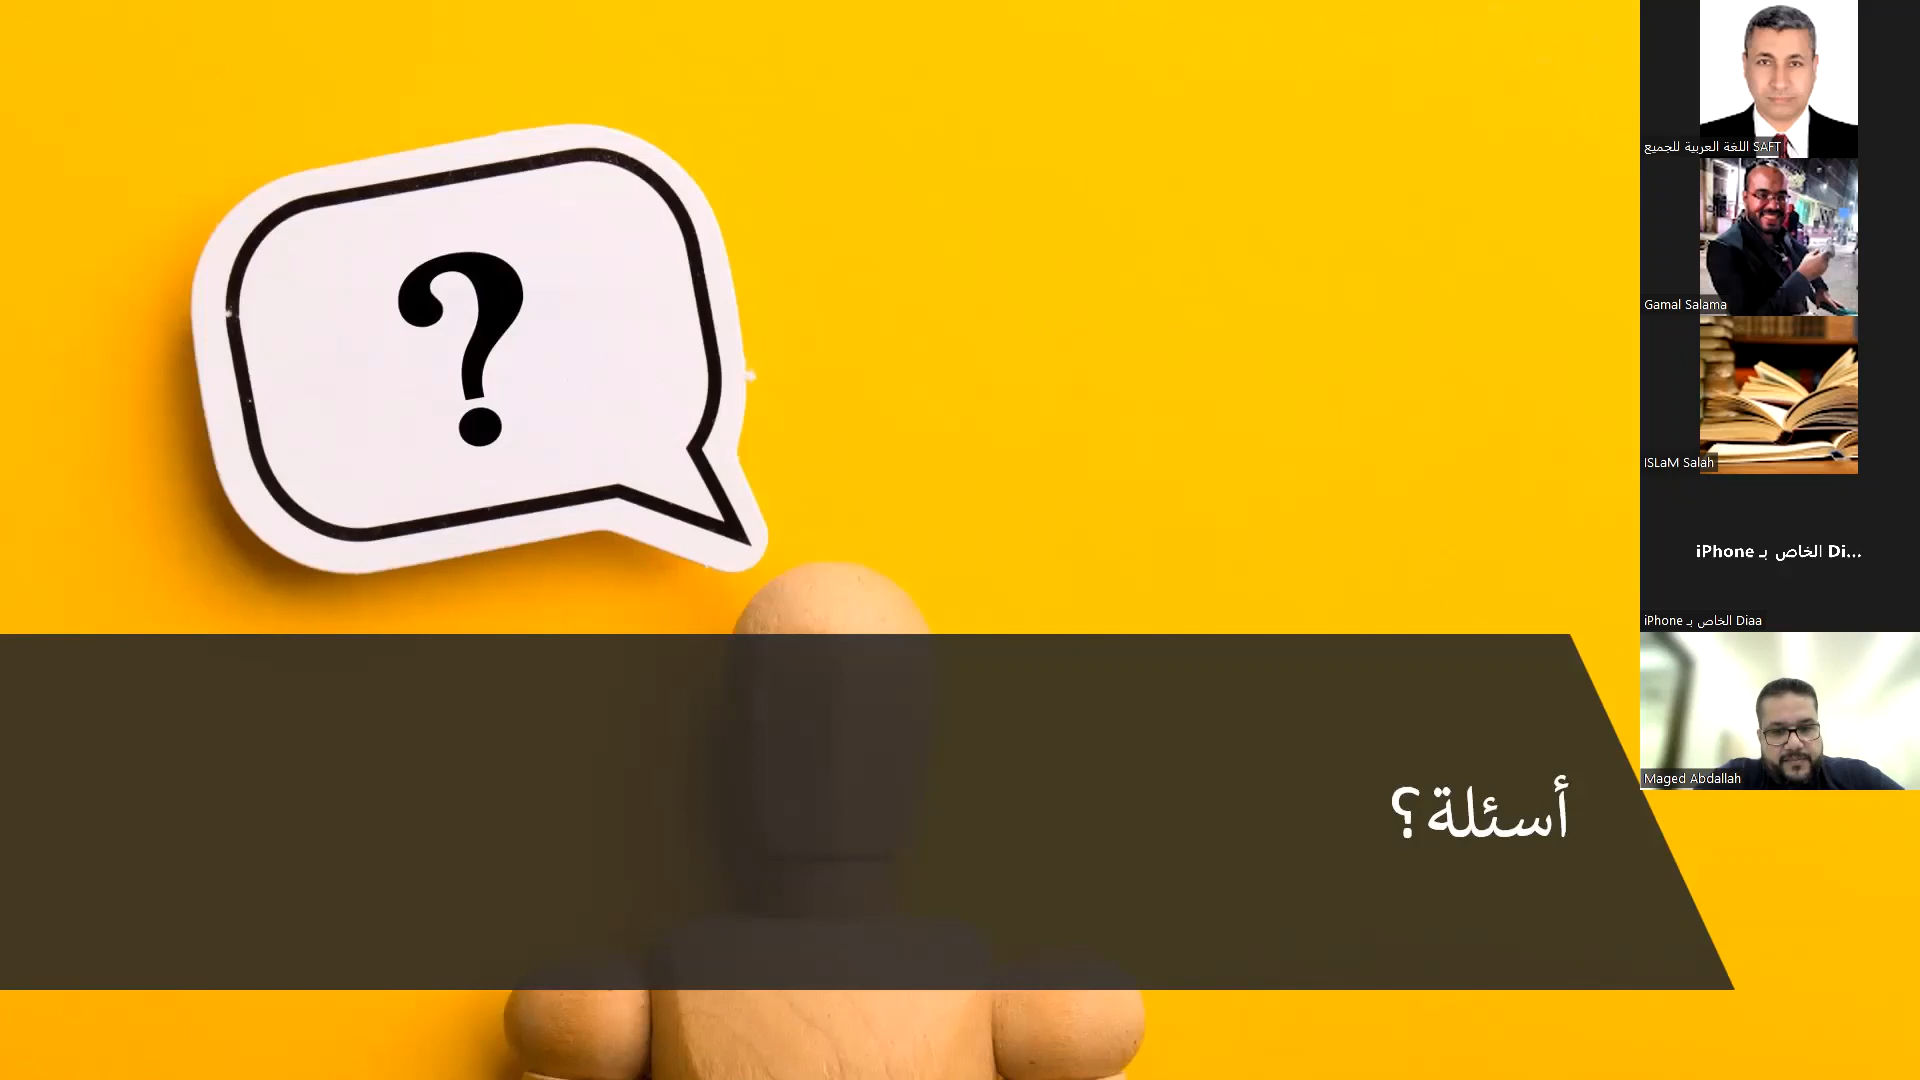 ?
أسئلة؟
SAFT اللغة العربية للجميع
Gamal Salama
ISLaM Salah
iPhone الخاص بـ Di...
iPhone الخاص بـ Diaa
Maged Abdallah